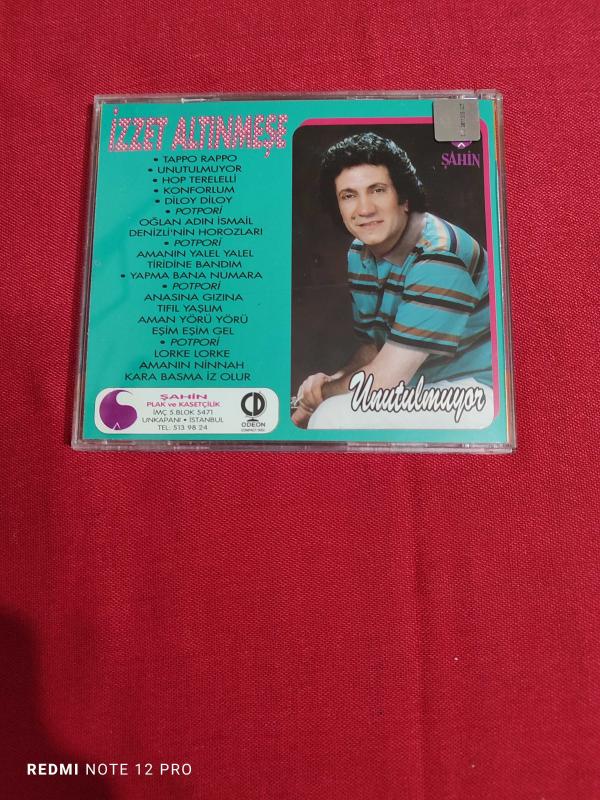 İZZET ALTINMEŞE
• TAPPO RAPPO
• UNUTULMUYOR
• HOP TERELELLİ
• KONFORLUM
• DİLOY DİLOY
• POTPORİ
OĞLAN ADIN İSMAİL
DENİZLİ'NİN HOROZLARI
• POTPORİ
AMANIN YALEL YALEL
TİRİDİNE BANDIM
• YAPMA BANA NUMARA
• POTPORİ
ANASINA GIZINA
TIFIL YAŞLIM
AMAN YÖRÜ YÖRÜ
EŞİM EŞİM GEL
• POTPORİ
LORKE LORKE
AMANIN NİNNAH
KARA BASMA İZ OLUR
ŞAHİN
PLAK ve KASETÇİLİK
İMÇ 5.BLOK 5471
UNKAPANI • İSTANBUL
TEL: 513 98 24
ODEON
COMPACT DISC
ŞAHİN
Unutulmuyor
REDMI NOTE 12 PRO